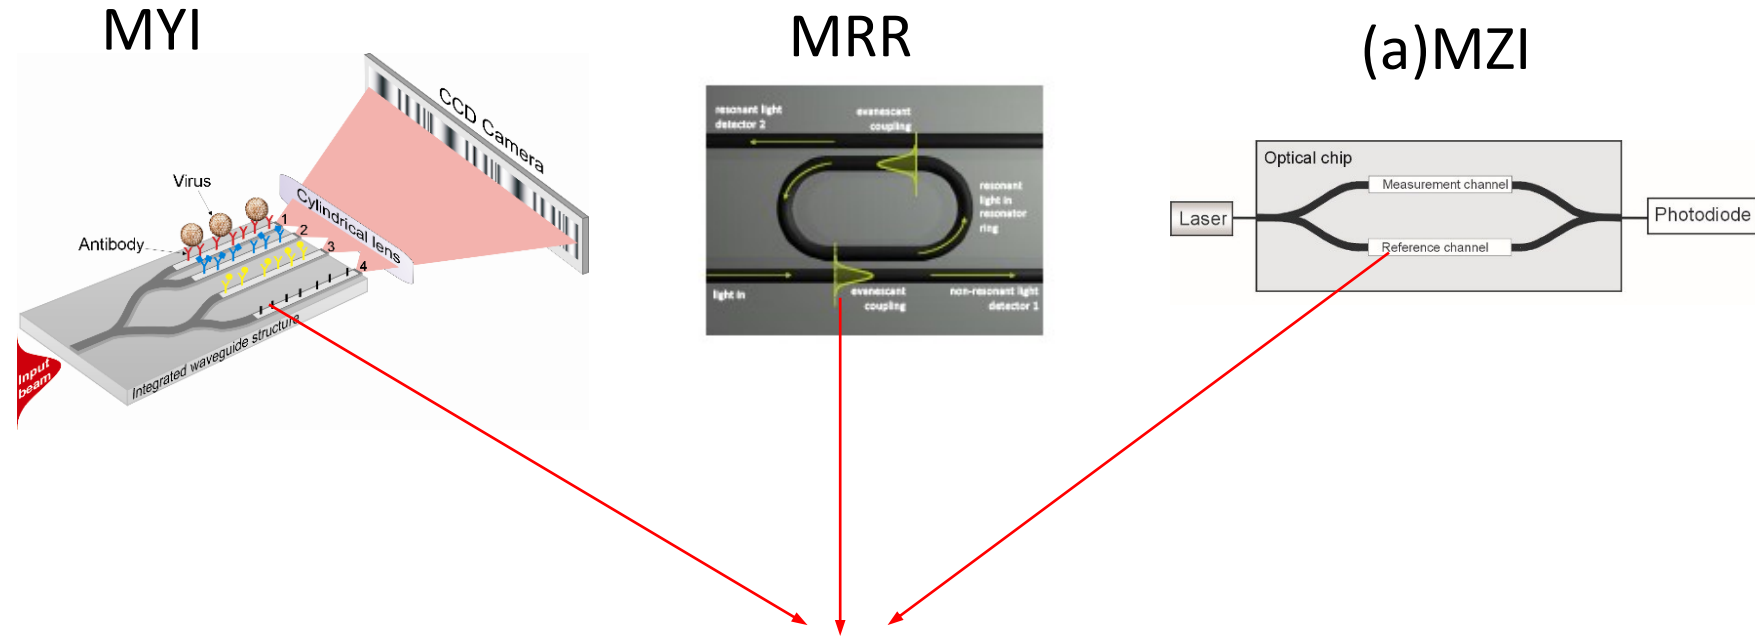 MYI
MRR
(a)MZI
CCD Camera
Cylindrical lens
Virus
Antibody
1
2
3
4
Integrated waveguide structure
Input
beam
resonant light
detector 2
evanescant
coupling
resonant
light in
resonator
ring
light in
evanescant
coupling
non-resonant light
detector 1
Optical chip
Measurement channel
Laser
Photodiode
Reference channel